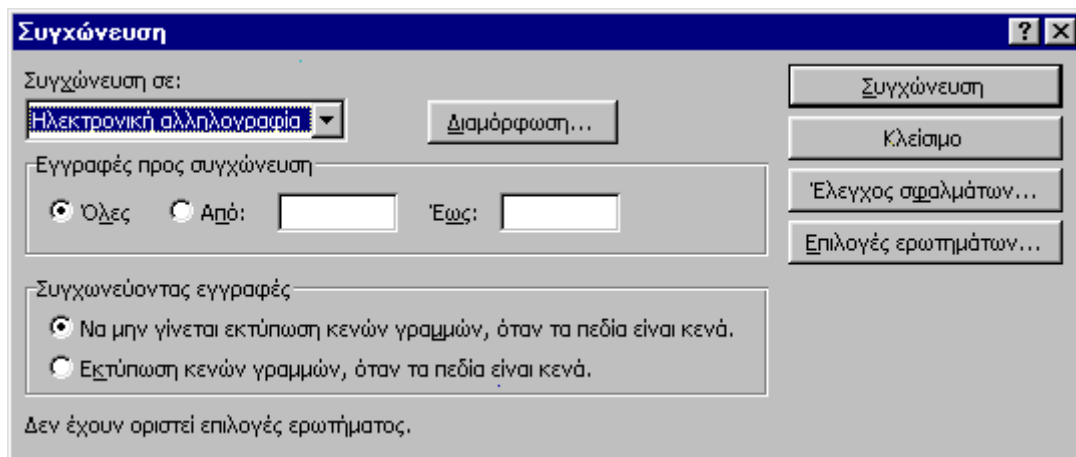 Συγχώνευση
Συγχώνευση σε:
Ηλεκτρονική αλληλογραφία
Διαμόρφωση...
Συγχώνευση
Κλείσιμο
Έλεγχος σφαλμάτων...
Επιλογές ερωτημάτων...
Εγγραφές προς συγχώνευση
Όλες Από: Έως:
Συγχωνεύοντας εγγραφές
Να μην γίνεται εκτύπωση κενών γραμμών, όταν τα πεδία είναι κενά.
Εκτύπωση κενών γραμμών, όταν τα πεδία είναι κενά.
Δεν έχουν οριστεί επιλογές ερωτήματος.